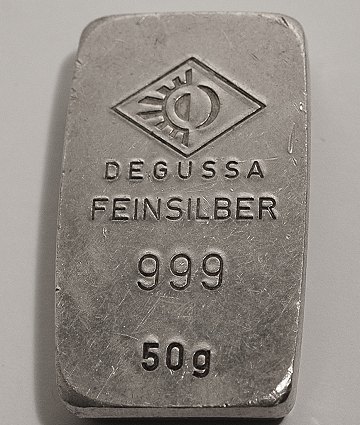 DEGUSSA
FEINSILBER
999
50g